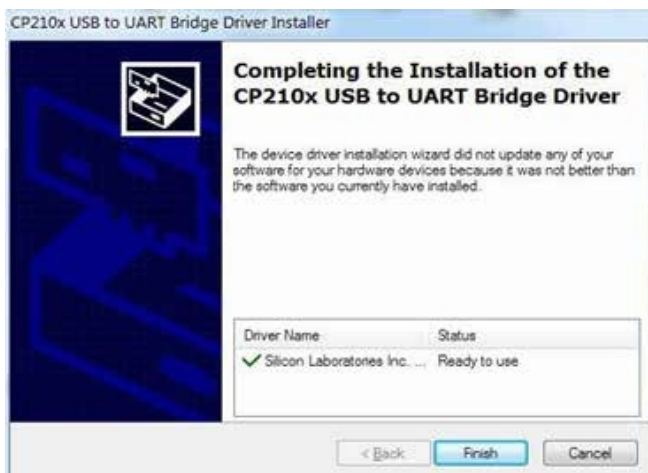 CP210x USB to UART Bridge Driver Installer
Completing the Installation of the
CP210x USB to UART Bridge Driver
The device driver installation wizard did not update any of your
software for your hardware devices because it was not better than
the software you currently have installed.
Driver Name Status
Silicon Laboratories Inc. ... Ready to use
< Back Finish Cancel